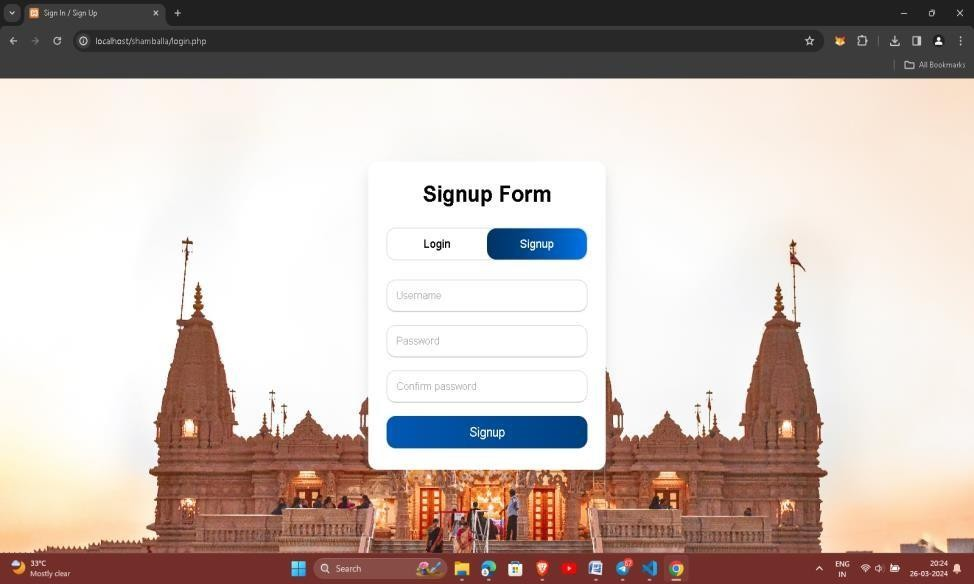 Sign In / Sign Up
localhost/shamballa/login.php
All Bookmarks
Signup Form
Login
Signup
Username
Password
Confirm password
Signup
33°C
Mostly clear
Search
ENG
IN
20:24
26-03-2024